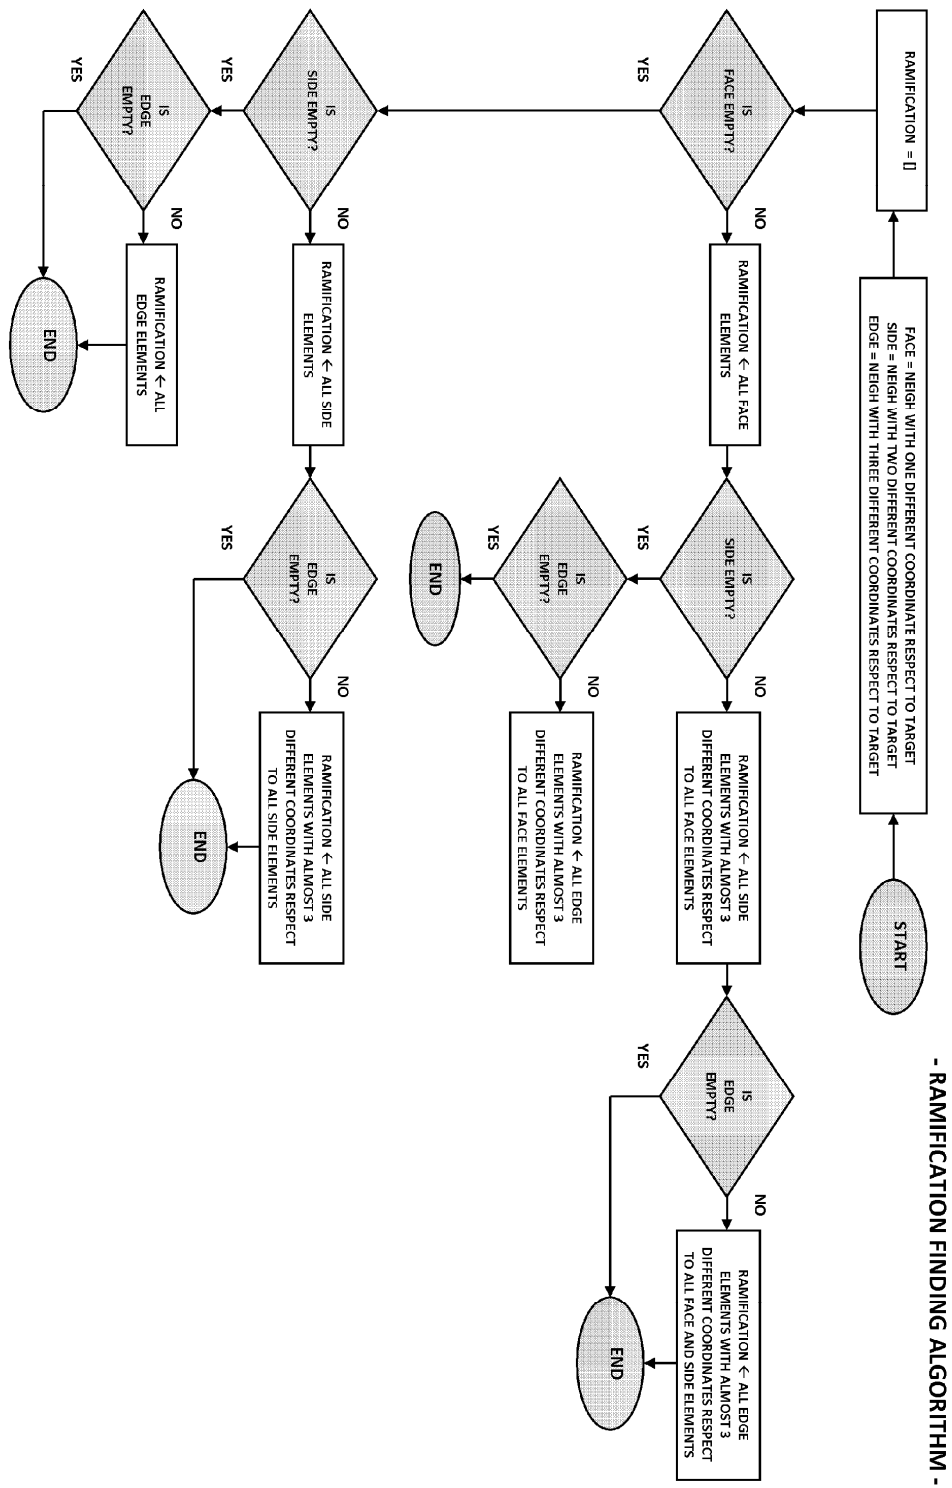 - RAMIFICATION FINDING ALGORITHM -
START
FACE = NEIGH WITH ONE DIFFERENT COORDINATE RESPECT TO TARGET
SIDE = NEIGH WITH TWO DIFFERENT COORDINATES RESPECT TO TARGET
EDGE = NEIGH WITH THREE DIFFERENT COORDINATES RESPECT TO TARGET
RAMIFICATION = []
IS
FACE EMPTY?
NO
YES
RAMIFICATION ← ALL FACE
ELEMENTS
IS
SIDE EMPTY?
NO
YES
RAMIFICATION ← ALL SIDE
ELEMENTS WITH ALMOST 3
DIFFERENT COORDINATES RESPECT
TO ALL FACE ELEMENTS
IS
EDGE
EMPTY?
NO
YES
RAMIFICATION ← ALL EDGE
ELEMENTS WITH ALMOST 3
DIFFERENT COORDINATES RESPECT
TO ALL FACE AND SIDE ELEMENTS
END
IS
EDGE
EMPTY?
NO
YES
RAMIFICATION ← ALL EDGE
ELEMENTS WITH ALMOST 3
DIFFERENT COORDINATES RESPECT
TO ALL FACE ELEMENTS
END
IS
SIDE EMPTY?
NO
YES
RAMIFICATION ← ALL SIDE
ELEMENTS
IS
EDGE
EMPTY?
NO
YES
RAMIFICATION ← ALL SIDE
ELEMENTS WITH ALMOST 3
DIFFERENT COORDINATES RESPECT
TO ALL SIDE ELEMENTS
END
IS
EDGE
EMPTY?
NO
YES
RAMIFICATION ← ALL
EDGE ELEMENTS
END